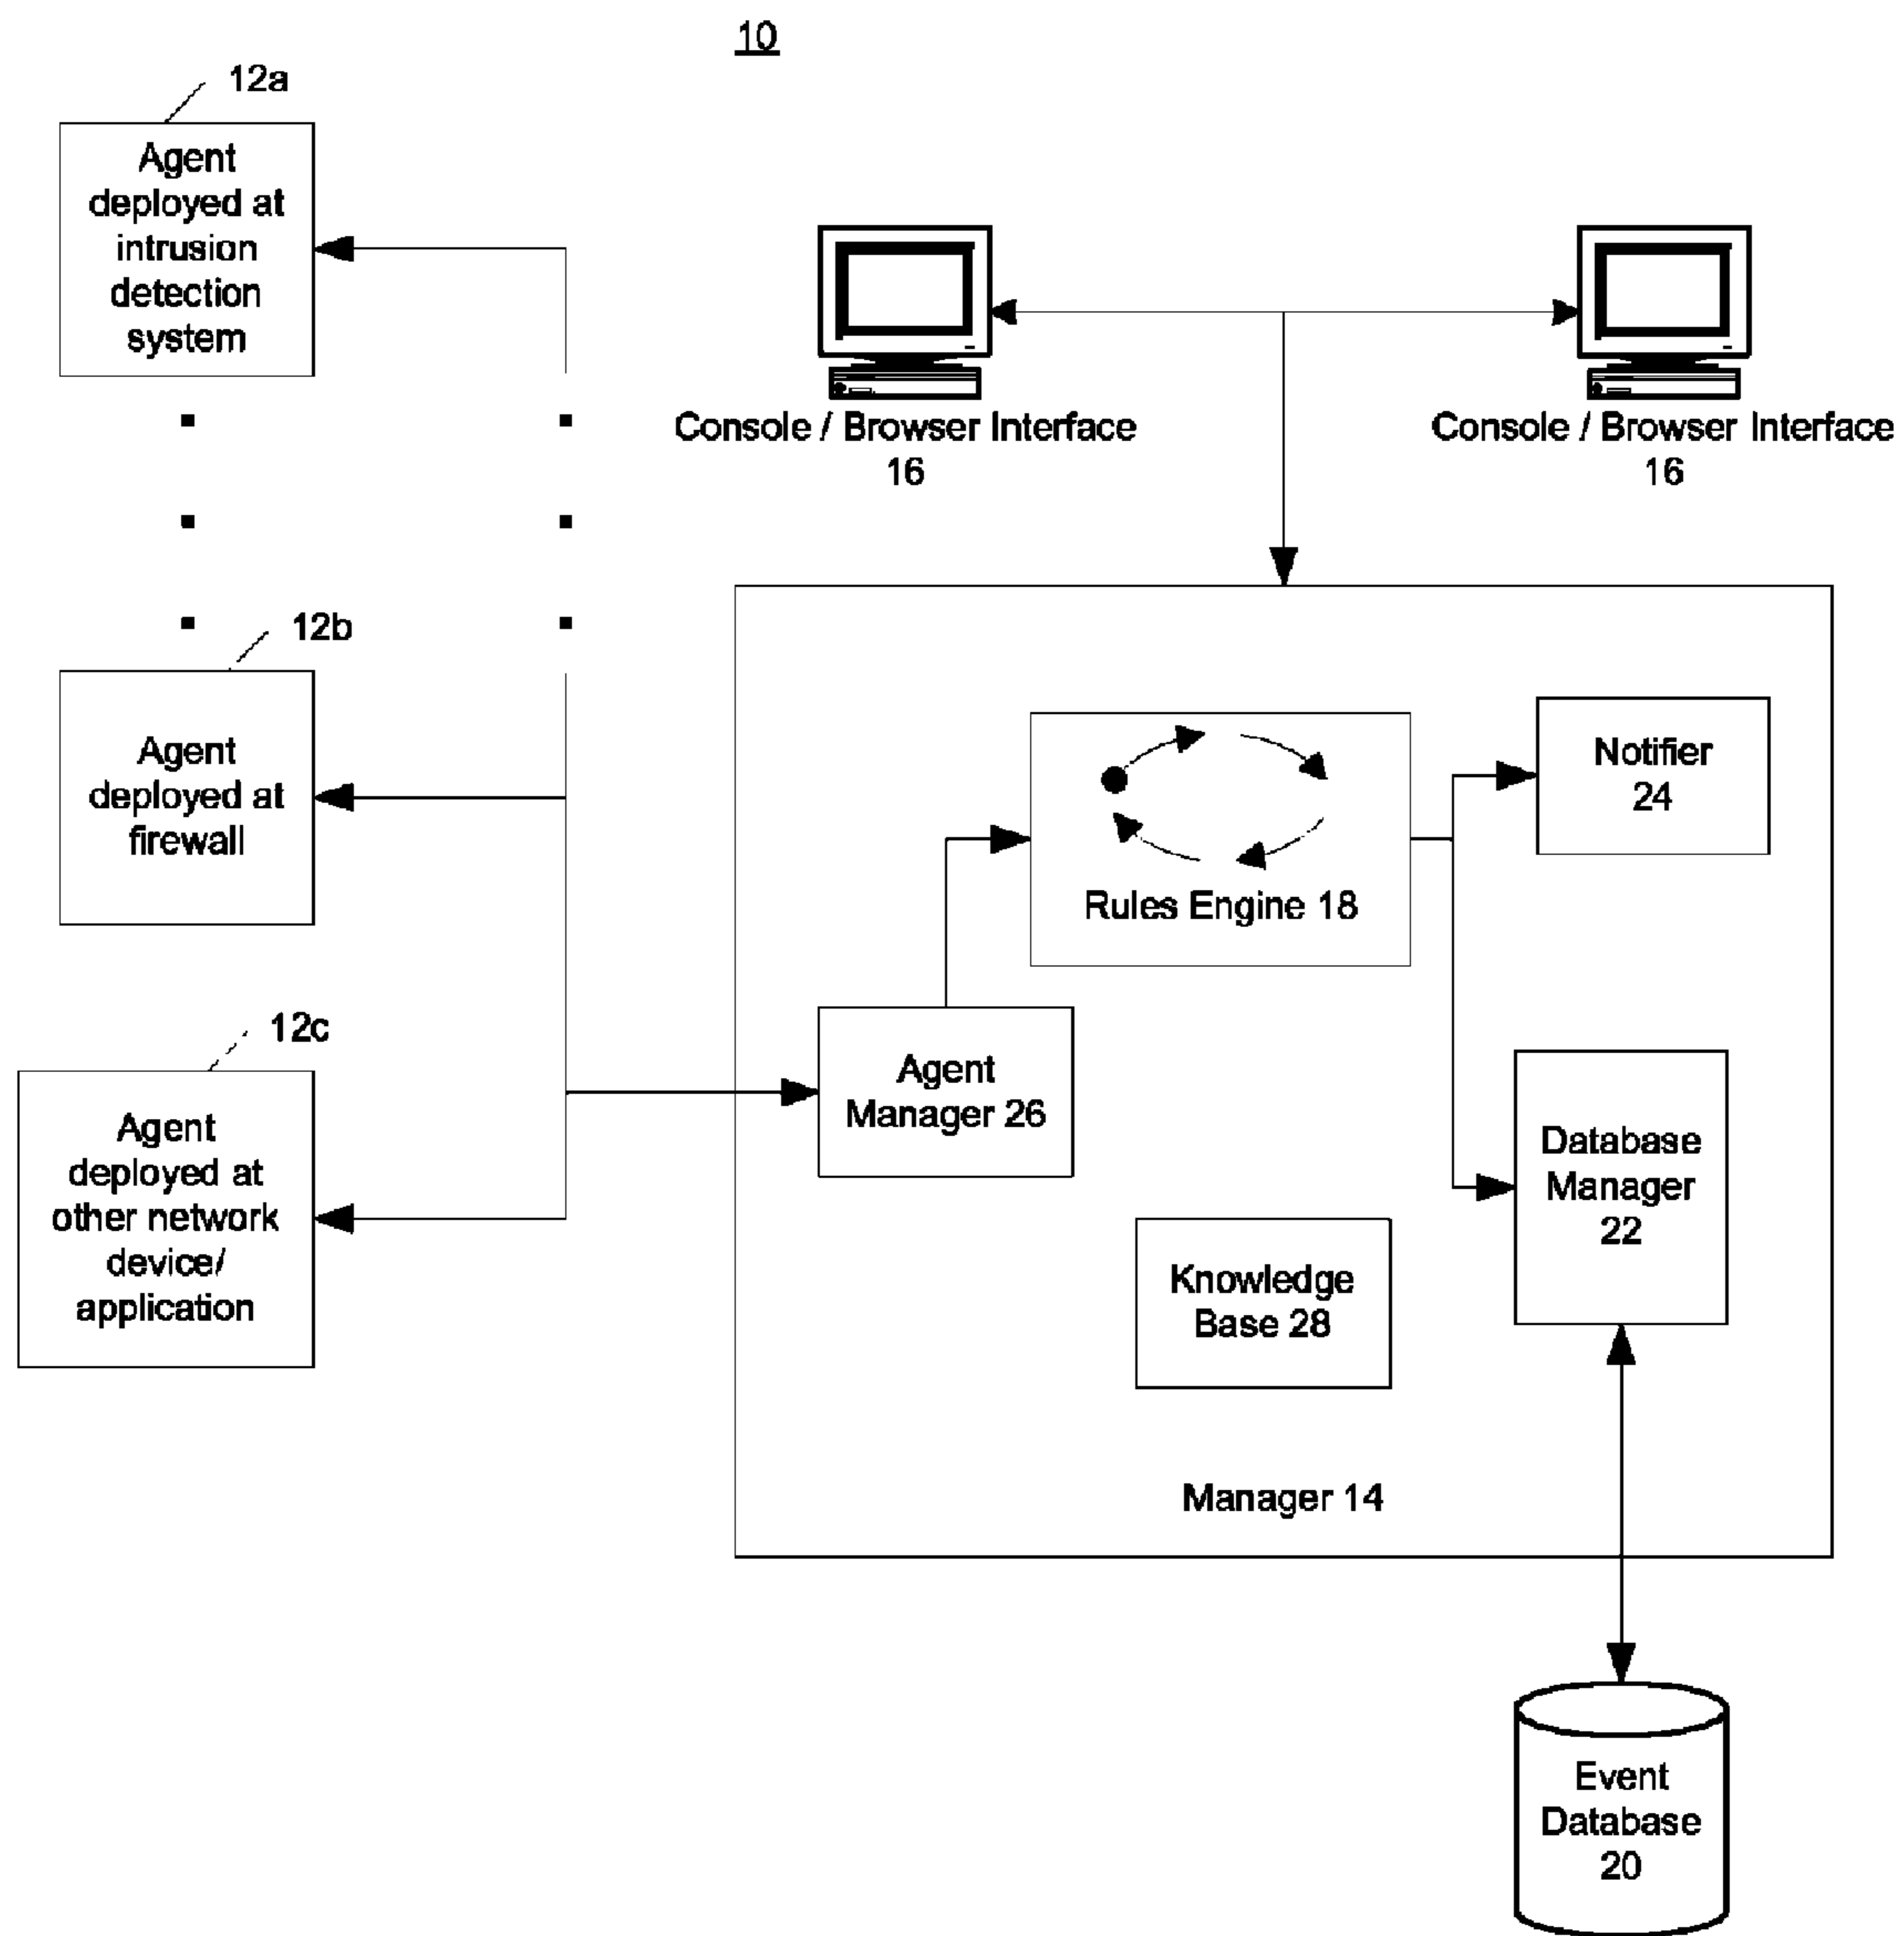 10
12a
Agent
deployed at
intrusion
detection
system
Console / Browser Interface
16
Console / Browser Interface
16
12b
Agent
deployed at
firewall
12c
Agent
deployed at
other network
device/
application
Rules Engine 18
Notifier
24
Agent
Manager 26
Database
Manager
22
Knowledge
Base 28
Manager 14
Event
Database
20